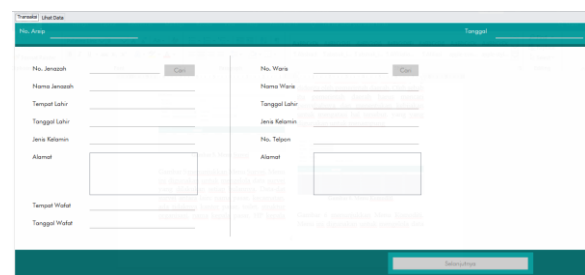 Transaksi Lihat Data
No. Arsip
Tanggal
No. Jenazah Cari
Nama Jenazah
Tempat Lahir
Tanggal Lahir
Jenis Kelamin
Alamat
Tempat Wafat
Tanggal Wafat
No. Waris Cari
Nama Waris
Tanggal Lahir
Jenis Kelamin
No. Telpon
Alamat
Selanjutnya